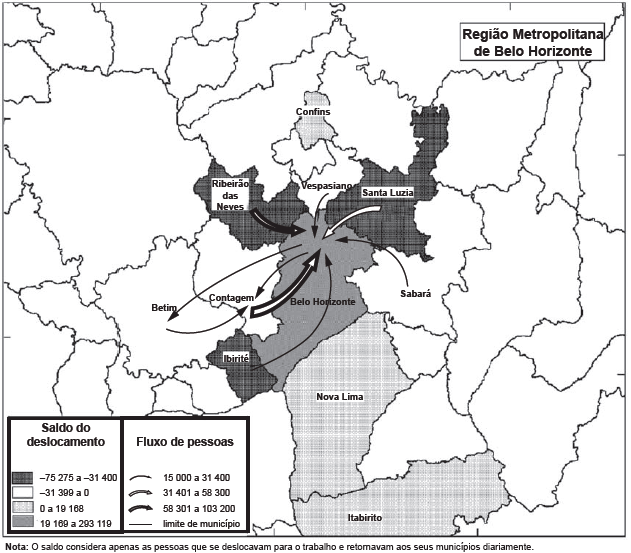 Região Metropolitana
de Belo Horizonte
Confins
Ribeirão
das
Neves
Vespasiano
Santa Luzia
Betim
Contagem
Belo Horizonte
Sabará
Ibirité
Nova Lima
Itabirito
Saldo do
deslocamento
–75 275 a –31 400
–31 399 a 0
0 a 19 168
19 169 a 293 119
Fluxo de pessoas
15 000 a 31 400
31 401 a 58 300
58 301 a 103 200
limite de município
Nota: O saldo considera apenas as pessoas que se deslocavam para o trabalho e retornavam aos seus municípios diariamente.